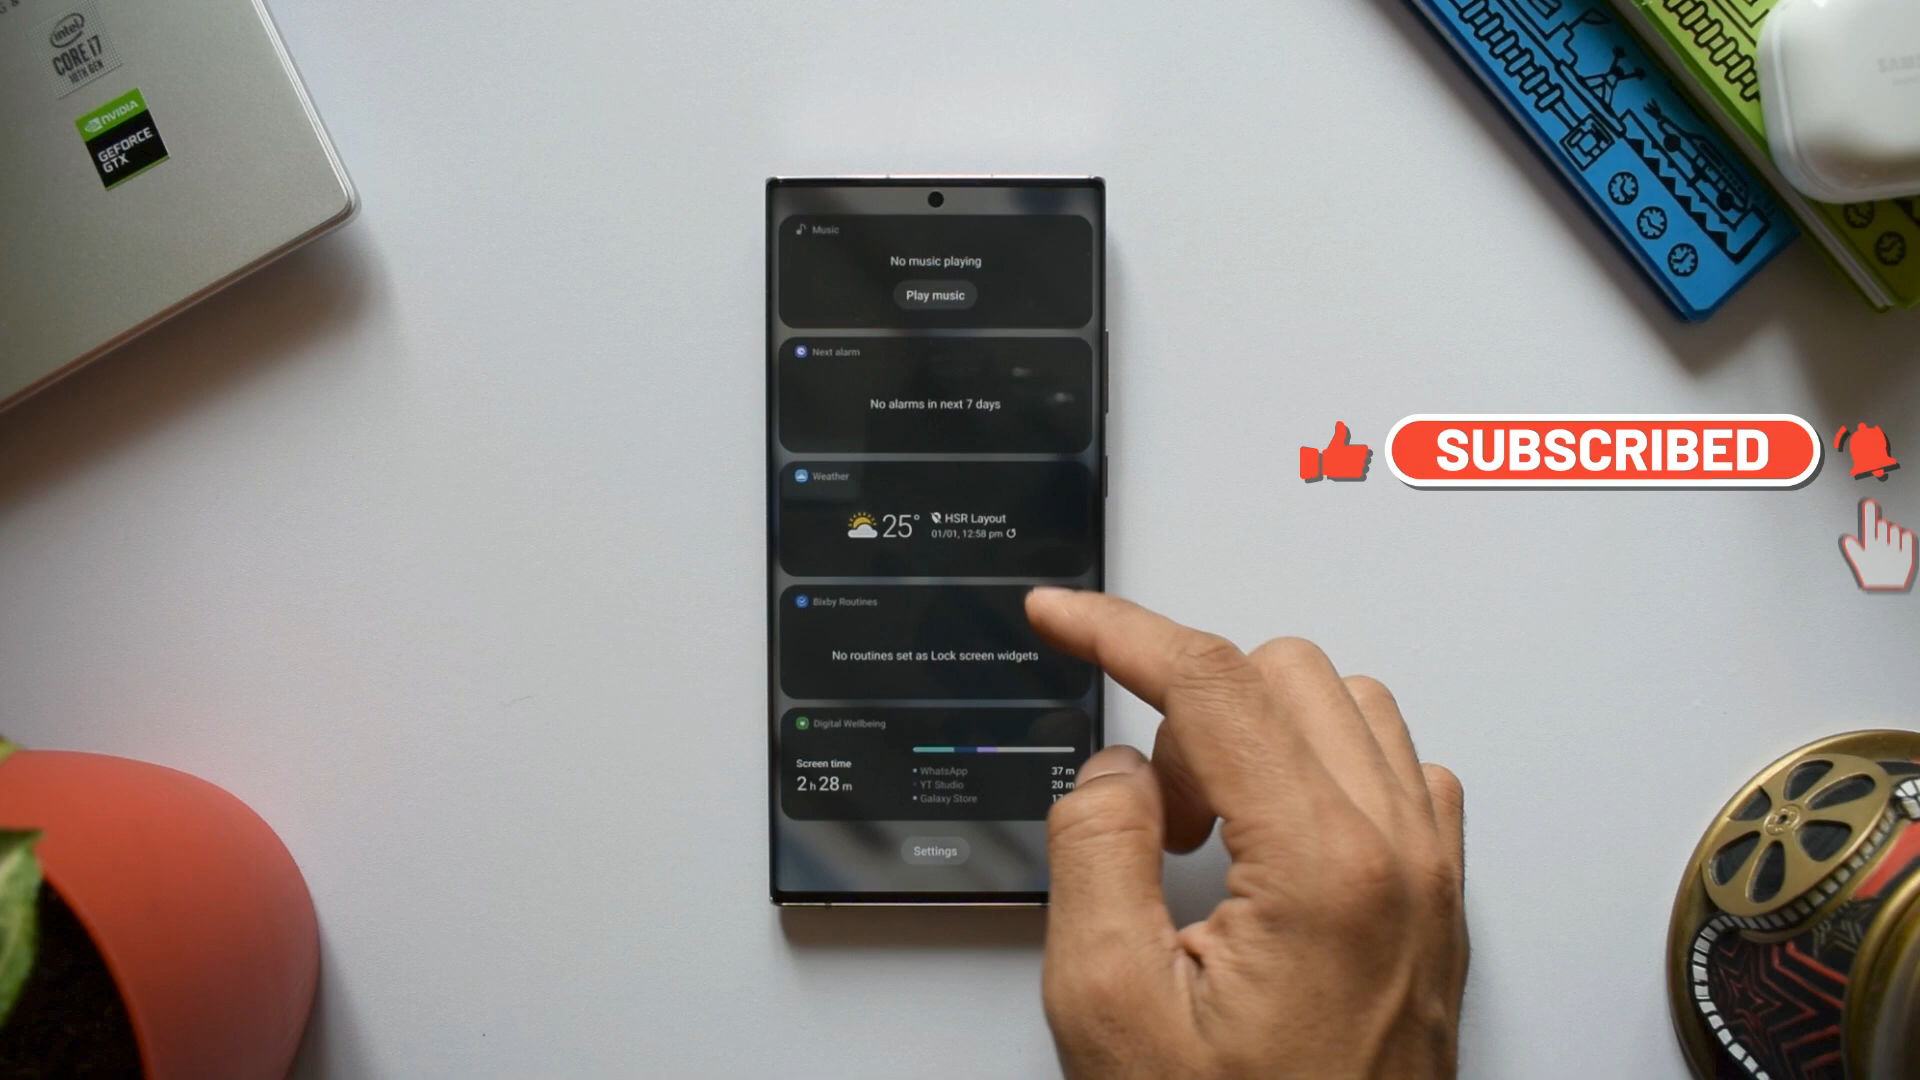 intel
CORE i7
10TH GEN
NVIDIA
GEFORCE
GTX
Music
No music playing
Play music
Next alarm
No alarms in next 7 days
Weather
25°
HSR Layout
01/01, 12:58 pm
Bixby Routines
No routines set as Lock screen widgets
Digital Wellbeing
Screen time
2 h 28 m
WhatsApp 37 m
YT Studio 20 m
Galaxy Store
Settings
SUBSCRIBED